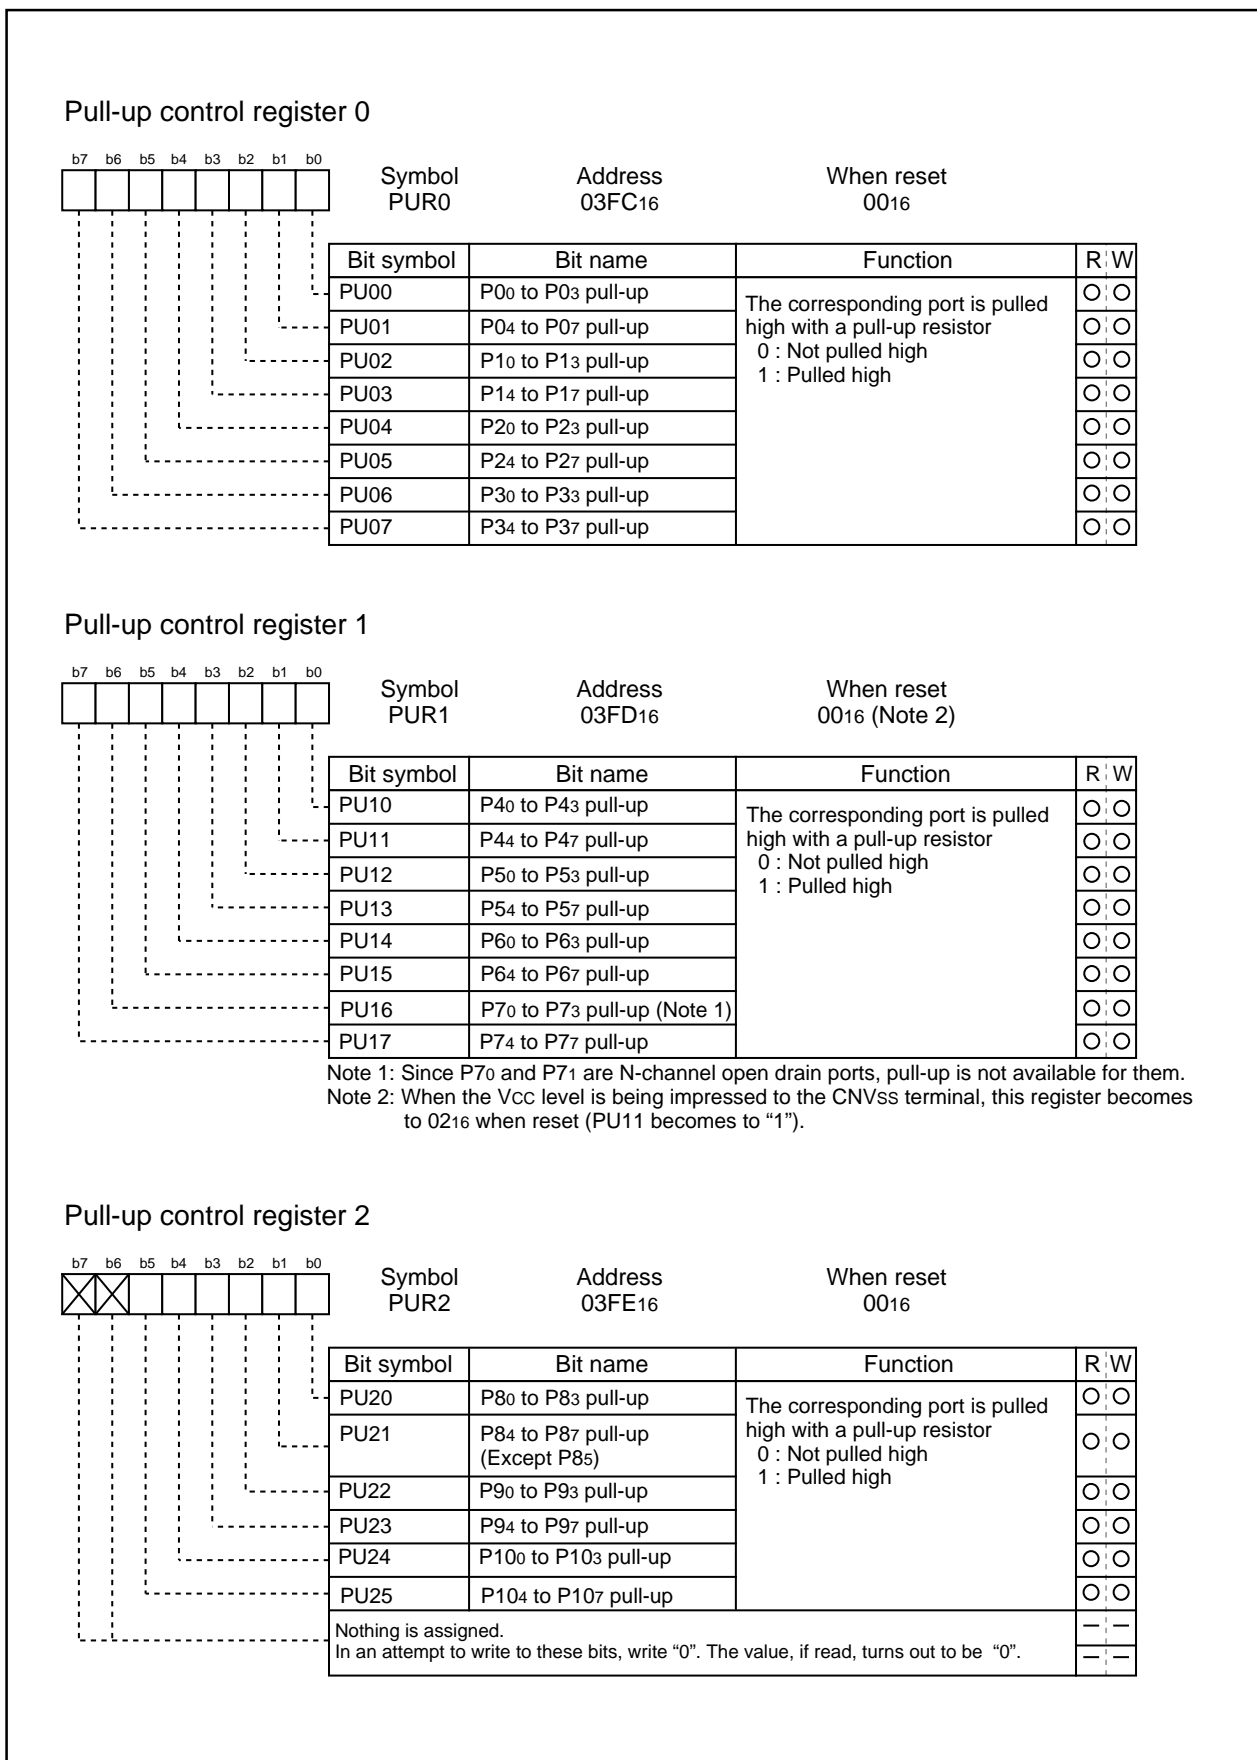 Pull-up control register 0
b7 b6 b5 b4 b3 b2 b1 b0
Symbol Address When reset
PUR0 03FC16 0016
Bit symbol Bit name Function R W
PU00 P00 to P03 pull-up The corresponding port is pulled
PU01 P04 to P07 pull-up high with a pull-up resistor
PU02 P10 to P13 pull-up 0 : Not pulled high
PU03 P14 to P17 pull-up 1 : Pulled high
PU04 P20 to P23 pull-up
PU05 P24 to P27 pull-up
PU06 P30 to P33 pull-up
PU07 P34 to P37 pull-up
Pull-up control register 1
b7 b6 b5 b4 b3 b2 b1 b0
Symbol Address When reset
PUR1 03FD16 0016 (Note 2)
Bit symbol Bit name Function R W
PU10 P40 to P43 pull-up The corresponding port is pulled
PU11 P44 to P47 pull-up high with a pull-up resistor
PU12 P50 to P53 pull-up 0 : Not pulled high
PU13 P54 to P57 pull-up 1 : Pulled high
PU14 P60 to P63 pull-up
PU15 P64 to P67 pull-up
PU16 P70 to P73 pull-up (Note 1)
PU17 P74 to P77 pull-up
Note 1: Since P70 and P71 are N-channel open drain ports, pull-up is not available for them.
Note 2: When the VCC level is being impressed to the CNVSS terminal, this register becomes
to 0216 when reset (PU11 becomes to “1”).
Pull-up control register 2
b7 b6 b5 b4 b3 b2 b1 b0
Symbol Address When reset
PUR2 03FE16 0016
Bit symbol Bit name Function R W
PU20 P80 to P83 pull-up The corresponding port is pulled
PU21 P84 to P87 pull-up high with a pull-up resistor
(Except P85) 0 : Not pulled high
PU22 P90 to P93 pull-up 1 : Pulled high
PU23 P94 to P97 pull-up
PU24 P100 to P103 pull-up
PU25 P104 to P107 pull-up
Nothing is assigned.
In an attempt to write to these bits, write “0”. The value, if read, turns out to be “0”.